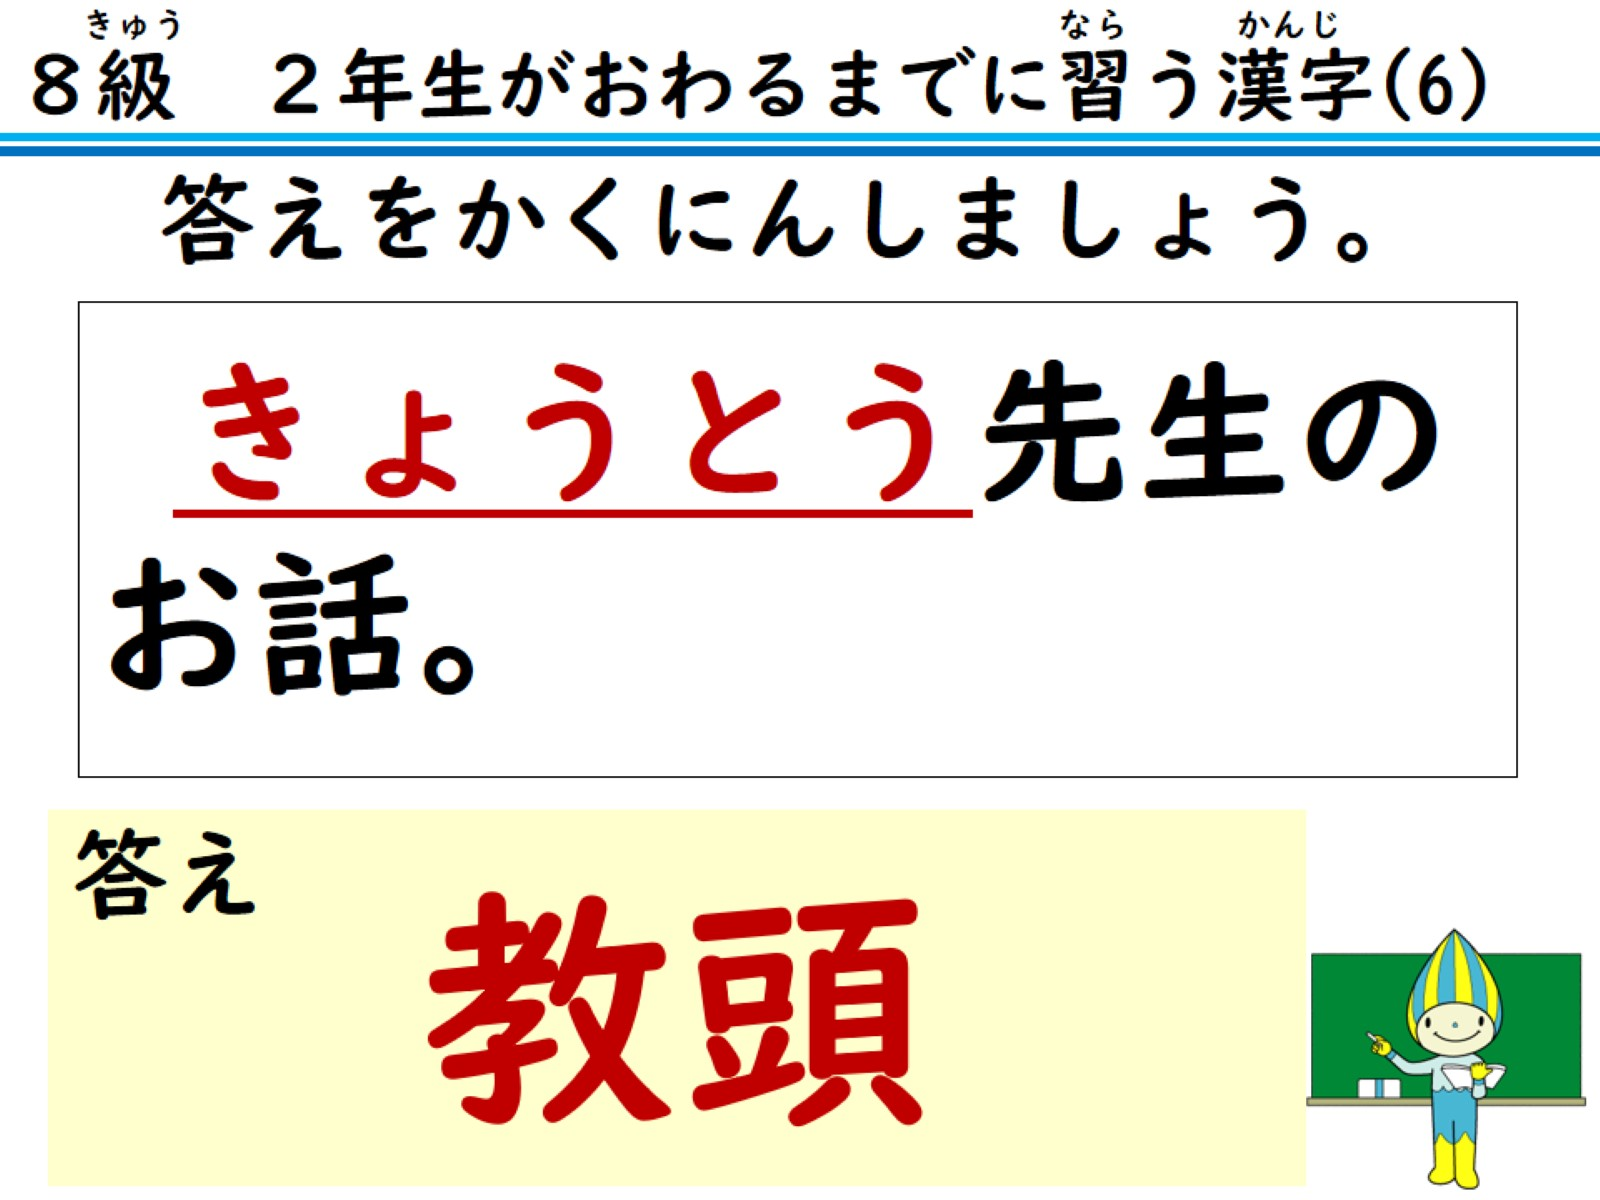 きゅう なら かんじ
８級　２年生がおわるまでに習う漢字(6)
答えをかくにんしましょう。
きょうとう先生の
お話。
答え
教頭